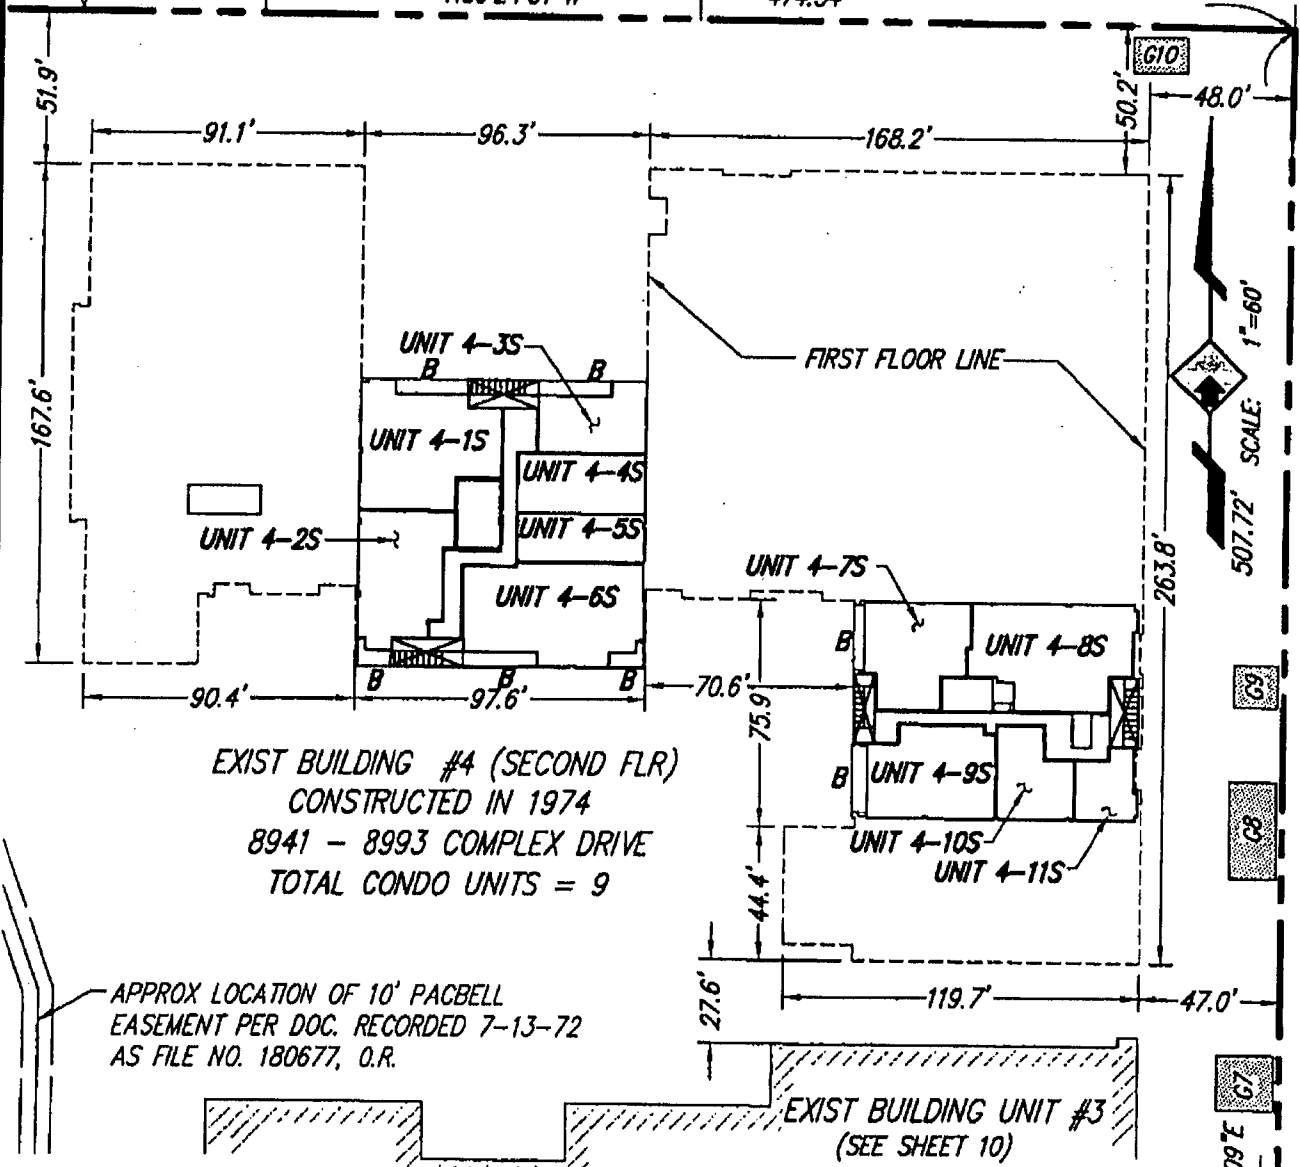 51.9'
G10
50.2'
48.0'
91.1'
96.3'
168.2'
UNIT 4-3S
B
B
FIRST FLOOR LINE
SCALE: 1"=60'
167.6'
UNIT 4-1S
UNIT 4-4S
UNIT 4-2S
UNIT 4-5S
507.72'
UNIT 4-7S
263.8'
UNIT 4-6S
B
UNIT 4-8S
B
B
B
90.4'
97.6'
70.6'
G9
75.9'
EXIST BUILDING #4 (SECOND FLR)
CONSTRUCTED IN 1974
8941 - 8993 COMPLEX DRIVE
TOTAL CONDO UNITS = 9
B
UNIT 4-9S
G8
UNIT 4-10S
UNIT 4-11S
44.4'
APPROX LOCATION OF 10' PACBELL
EASEMENT PER DOC. RECORDED 7-13-72
AS FILE NO. 180677, O.R.
27.6'
119.7'
47.0'
G7
EXIST BUILDING UNIT #3
(SEE SHEET 10)
09"E